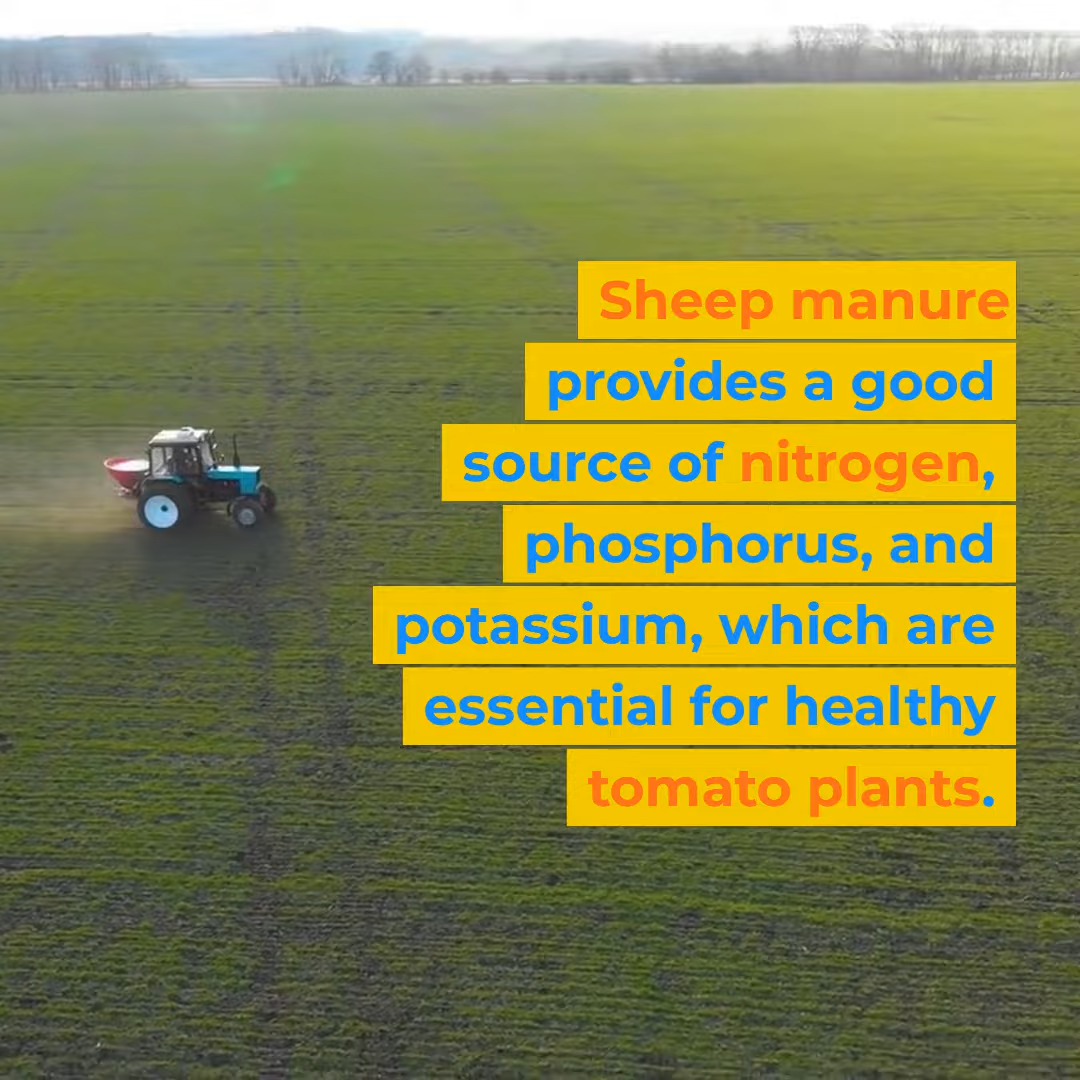 Sheep manure
provides a good
source of nitrogen,
phosphorus, and
potassium, which are
essential for healthy
tomato plants.